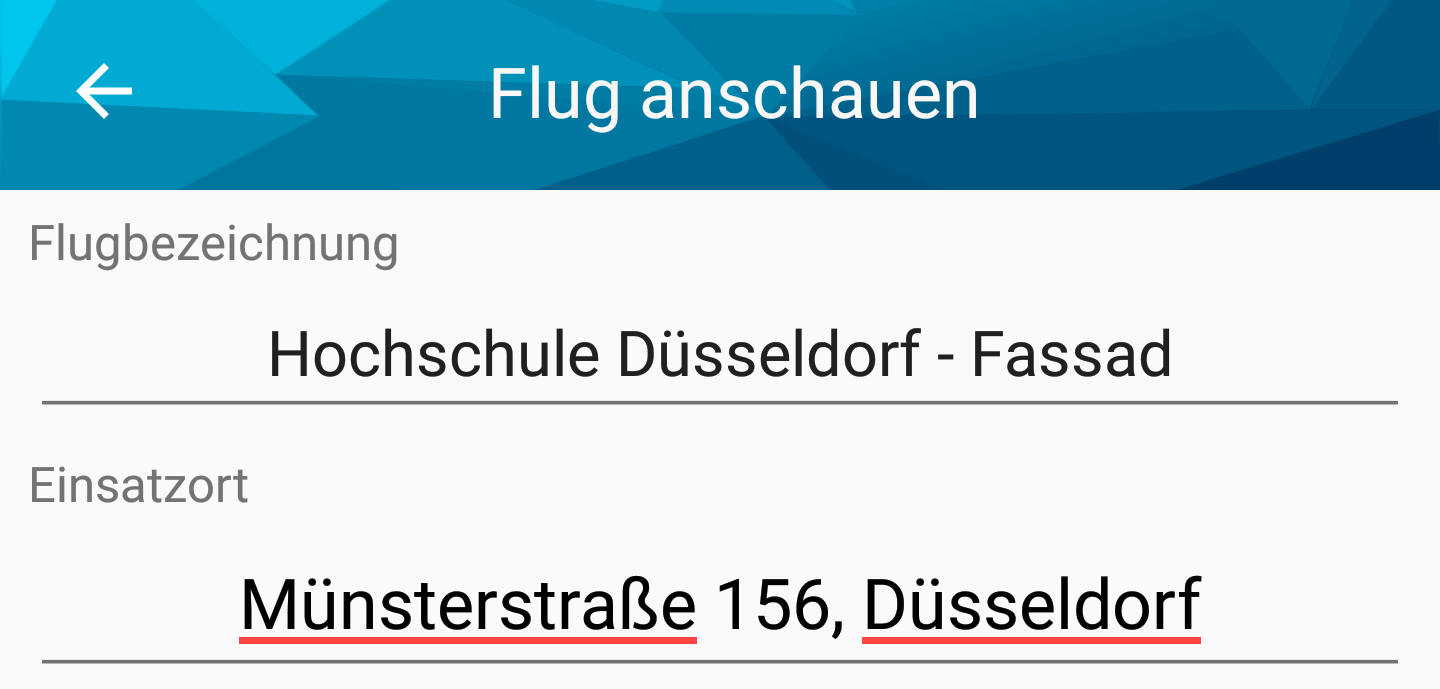 Flug anschauen
Flugbezeichnung
Hochschule Düsseldorf - Fassad
Einsatzort
Münsterstraße 156, Düsseldorf